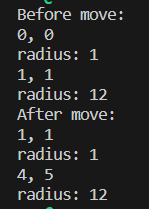 Before move:
0, 0
radius: 1
1, 1
radius: 12
After move:
1, 1
radius: 1
4, 5
radius: 12